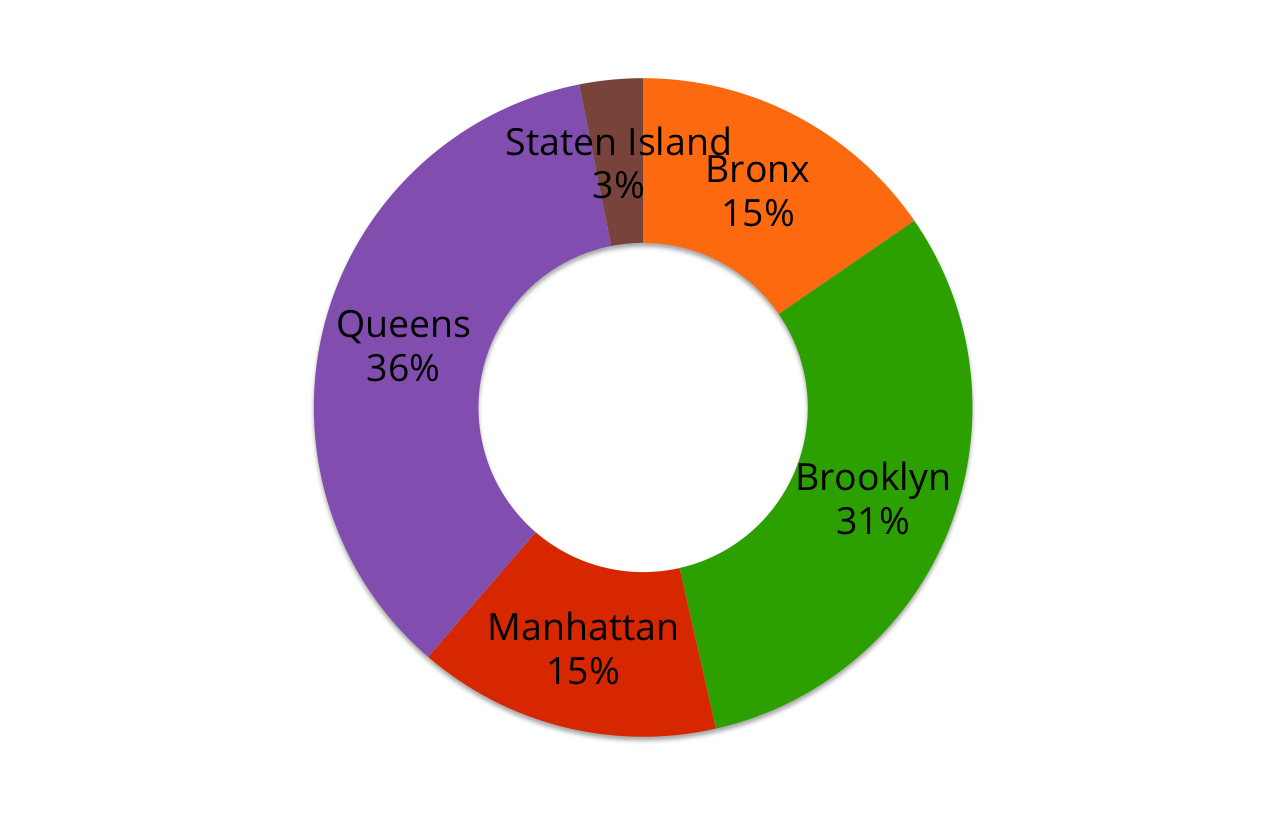 Staten Island
3%
Bronx
15%
Queens
36%
Brooklyn
31%
Manhattan
15%